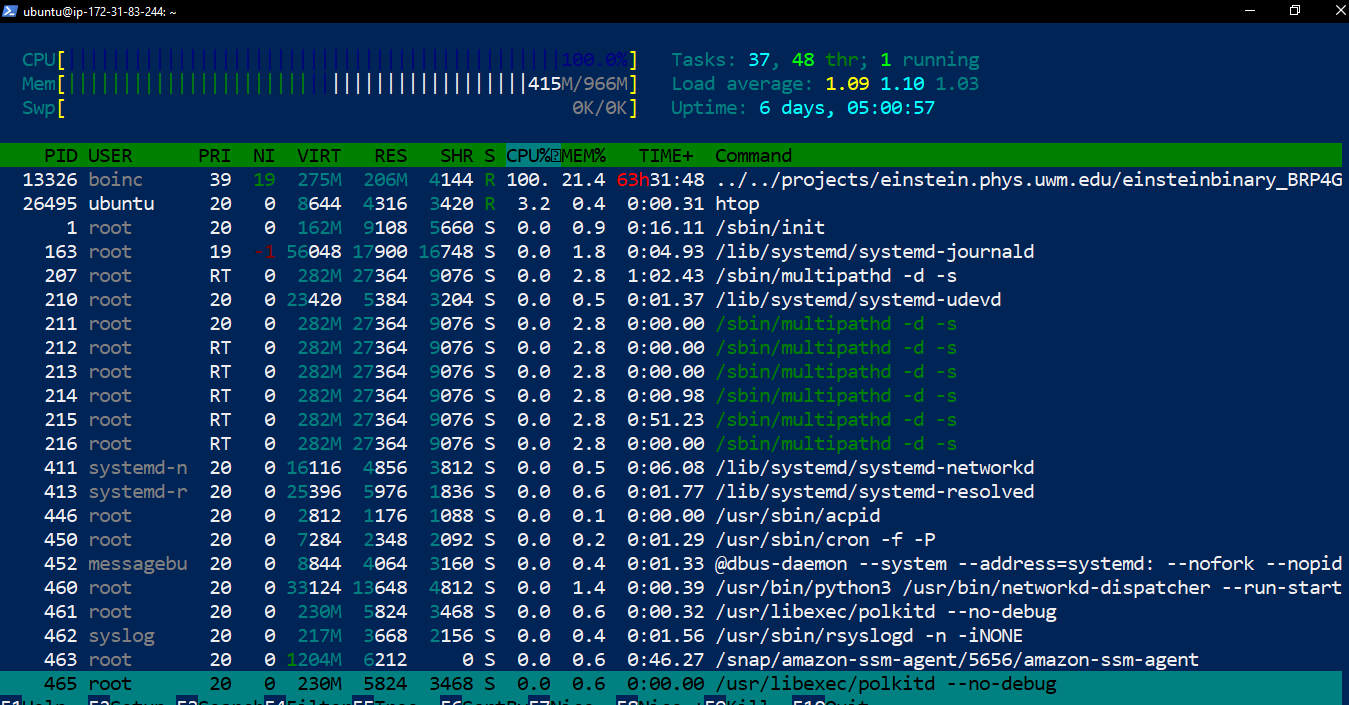 ubuntu@ip-172-31-83-244: ~
CPU[||||||||||||||||||||||||||||||||||||||||||||||100.0%] Tasks: 37, 48 thr; 1 running
Mem[||||||||||||||||||||||||||||||||||||||||||415M/966M] Load average: 1.09 1.10 1.03
Swp[ 0K/0K] Uptime: 6 days, 05:00:57
PID USER PRI NI VIRT RES SHR S CPU% MEM% TIME+ Command
13326 boinc 39 19 275M 206M 4144 R 100. 21.4 63h31:48 ../../projects/einstein.phys.uwm.edu/einsteinbinary_BRP4G
26495 ubuntu 20 0 8644 4316 3420 R 3.2 0.4 0:00.31 htop
1 root 20 0 162M 9108 5660 S 0.0 0.9 0:16.11 /sbin/init
163 root 19 -1 56048 17900 16748 S 0.0 1.8 0:04.93 /lib/systemd/systemd-journald
207 root RT 0 282M 27364 9076 S 0.0 2.8 1:02.43 /sbin/multipathd -d -s
210 root 20 0 23420 5384 3204 S 0.0 0.5 0:01.37 /lib/systemd/systemd-udevd
211 root 20 0 282M 27364 9076 S 0.0 2.8 0:00.00 /sbin/multipathd -d -s
212 root RT 0 282M 27364 9076 S 0.0 2.8 0:00.00 /sbin/multipathd -d -s
213 root RT 0 282M 27364 9076 S 0.0 2.8 0:00.00 /sbin/multipathd -d -s
214 root RT 0 282M 27364 9076 S 0.0 2.8 0:00.98 /sbin/multipathd -d -s
215 root RT 0 282M 27364 9076 S 0.0 2.8 0:51.23 /sbin/multipathd -d -s
216 root RT 0 282M 27364 9076 S 0.0 2.8 0:00.00 /sbin/multipathd -d -s
411 systemd-n 20 0 16116 4856 3812 S 0.0 0.5 0:06.08 /lib/systemd/systemd-networkd
413 systemd-r 20 0 25396 5976 1836 S 0.0 0.6 0:01.77 /lib/systemd/systemd-resolved
446 root 20 0 2812 1176 1088 S 0.0 0.1 0:00.00 /usr/sbin/acpid
450 root 20 0 7284 2348 2092 S 0.0 0.2 0:01.29 /usr/sbin/cron -f -P
452 messagebu 20 0 8844 4064 3160 S 0.0 0.4 0:01.33 @dbus-daemon --system --address=systemd: --nofork --nopid
460 root 20 0 33124 13648 4812 S 0.0 1.4 0:00.39 /usr/bin/python3 /usr/bin/networkd-dispatcher --run-start
461 root 20 0 230M 5824 3468 S 0.0 0.6 0:00.32 /usr/libexec/polkitd --no-debug
462 syslog 20 0 217M 3668 2156 S 0.0 0.4 0:01.56 /usr/sbin/rsyslogd -n -iNONE
463 root 20 0 1204M 6212 0 S 0.0 0.6 0:46.27 /snap/amazon-ssm-agent/5656/amazon-ssm-agent
465 root 20 0 230M 5824 3468 S 0.0 0.6 0:00.00 /usr/libexec/polkitd --no-debug
F1Help F2Setup F3SearchF4FilterF5Tree F6SortByF7Nice -F8Nice +F9Kill F10Quit